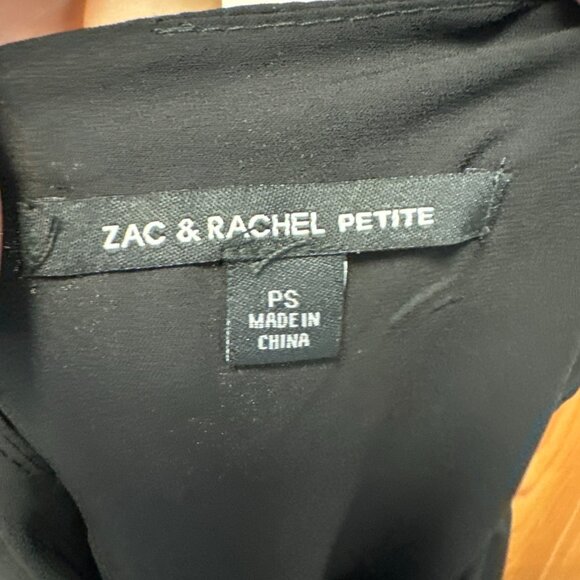 ZAC & RACHEL PETITE
PS
MADE IN
CHINA